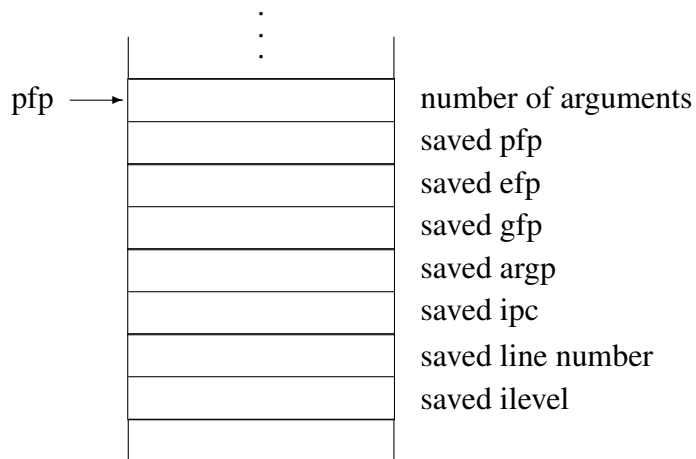 pfp
number of arguments
saved pfp
saved efp
saved gfp
saved argp
saved ipc
saved line number
saved ilevel